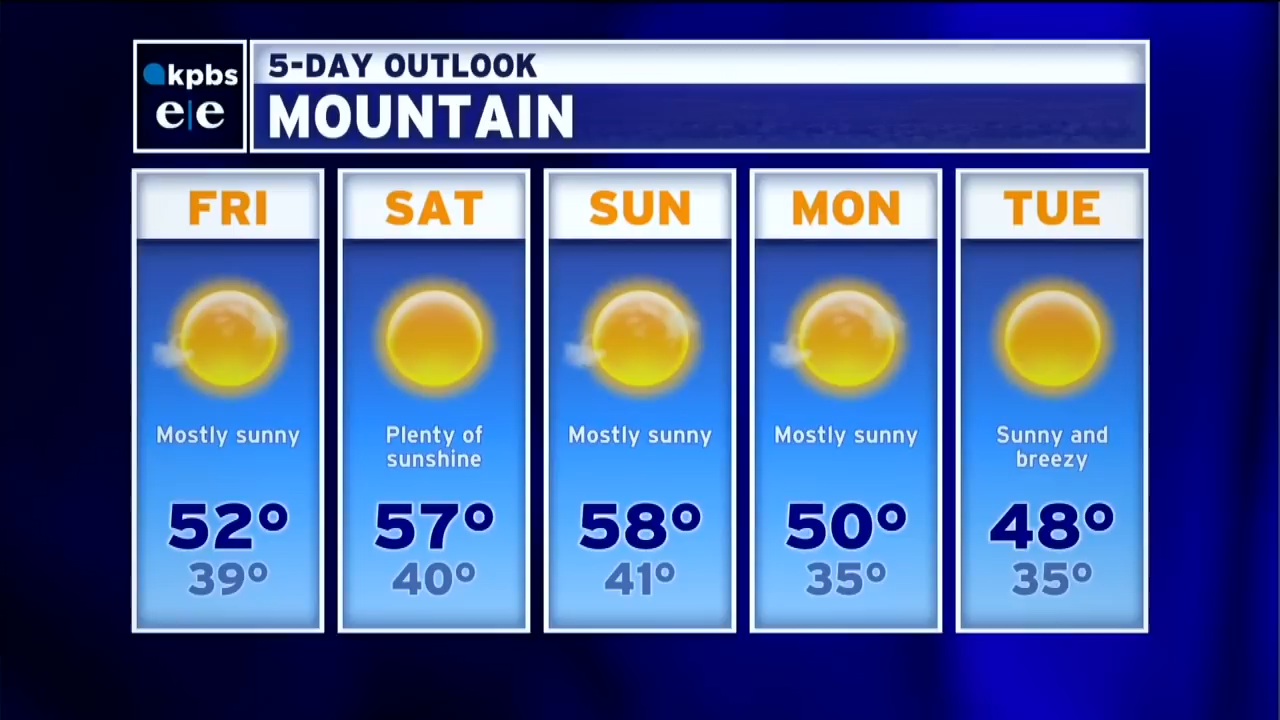 kpbs
e|e
5-DAY OUTLOOK
MOUNTAIN
FRI
Mostly sunny
52°
39°
SAT
Plenty of
sunshine
57°
40°
SUN
Mostly sunny
58°
41°
MON
Mostly sunny
50°
35°
TUE
Sunny and
breezy
48°
35°